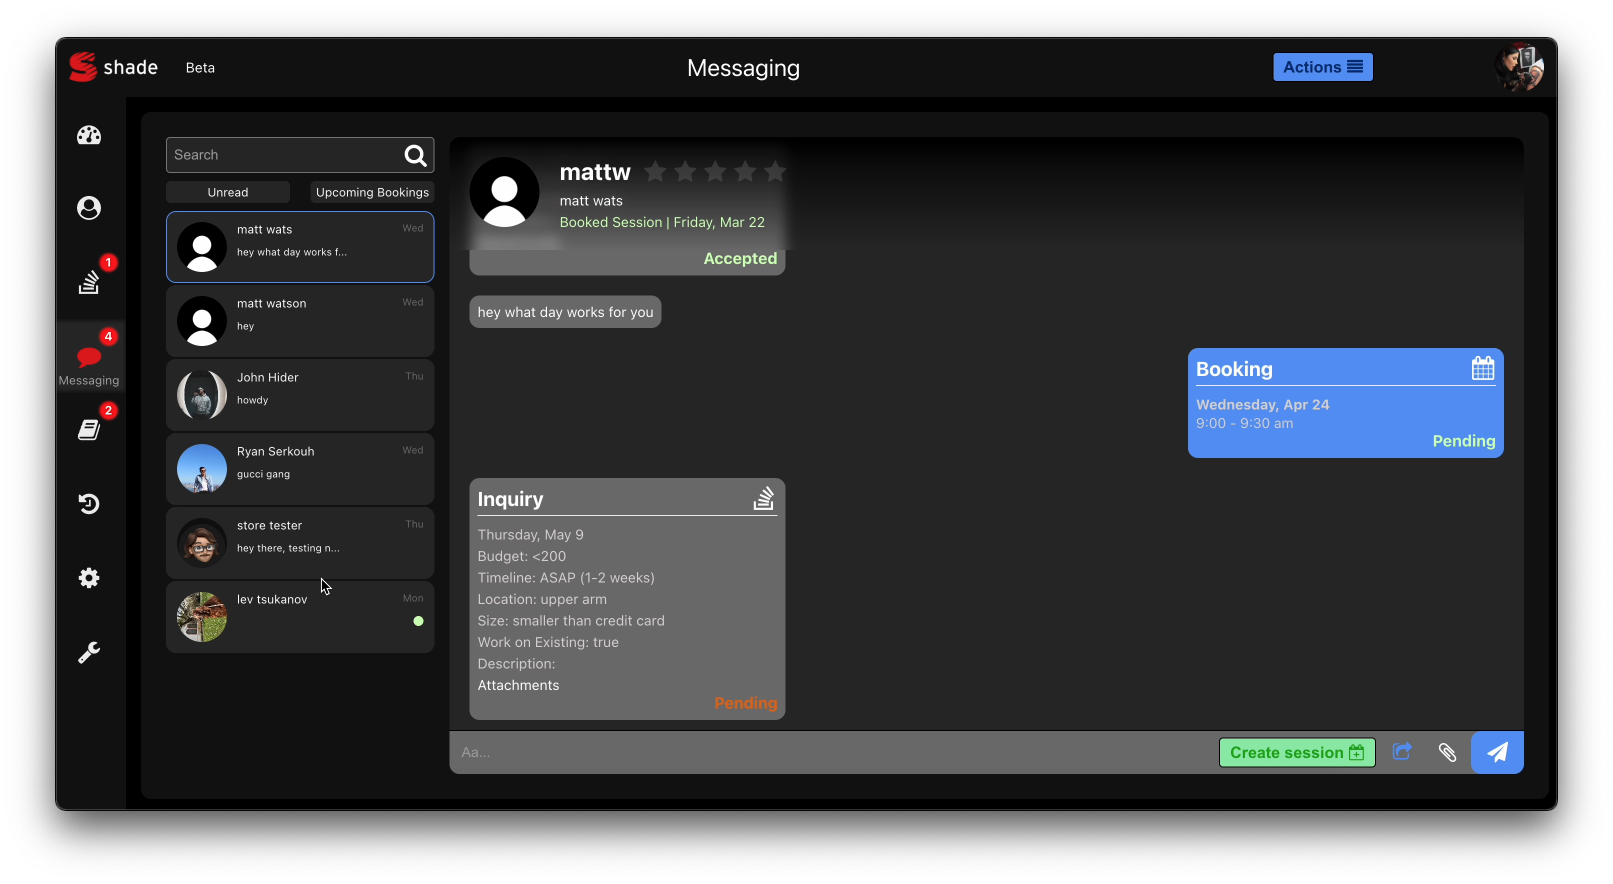 shade
Beta
Messaging
Actions
Search
Unread
Upcoming Bookings
matt wats
Wed
hey what day works f...
matt watson
Wed
hey
John Hider
Thu
howdy
Ryan Serkouh
Wed
gucci gang
store tester
Thu
hey there, testing n...
lev tsukanov
Mon
1
4
Messaging
2
mattw
matt wats
Booked Session | Friday, Mar 22
Accepted
hey what day works for you
Booking
Wednesday, Apr 24
9:00 - 9:30 am
Pending
Inquiry
Thursday, May 9
Budget: <200
Timeline: ASAP (1-2 weeks)
Location: upper arm
Size: smaller than credit card
Work on Existing: true
Description:
Attachments
Pending
Aa...
Create session